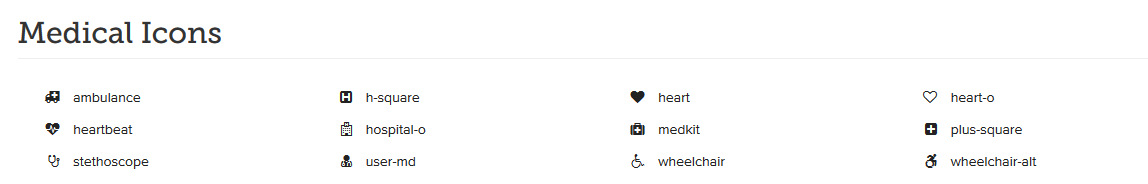 Medical Icons
ambulance h-square heart heart-o
heartbeat hospital-o medkit plus-square
stethoscope user-md wheelchair wheelchair-alt